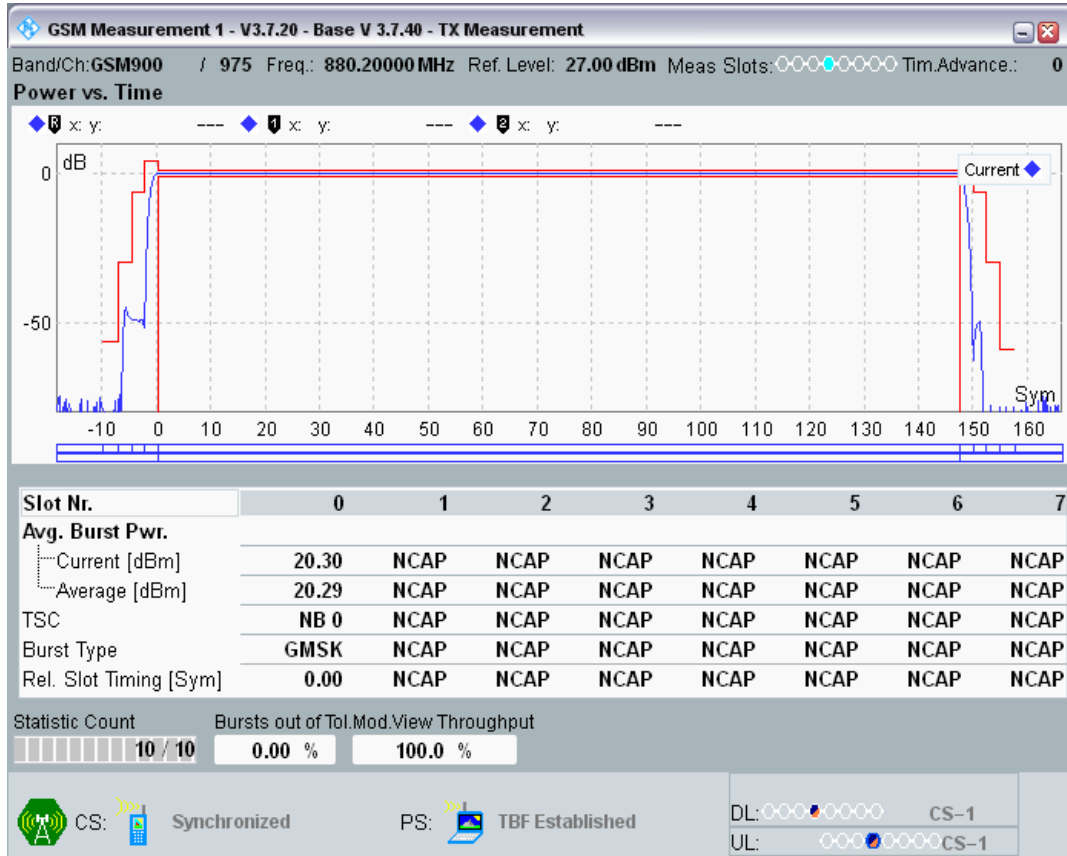 GSM Measurement 1 - V3.7.20 - Base V 3.7.40 - TX Measurement
Band/Ch:GSM900 / 975 Freq.: 880.20000 MHz Ref. Level: 27.00 dBm Meas Slots: Tim.Advance.: 0
Power vs. Time
R x: y: --- 1 x: y: --- 2 x: y: ---
dB
0
Current
-50
Sym
-10 0 10 20 30 40 50 60 70 80 90 100 110 120 130 140 150 160
Slot Nr. 0 1 2 3 4 5 6 7
Avg. Burst Pwr.
Current [dBm] 20.30 NCAP NCAP NCAP NCAP NCAP NCAP NCAP
Average [dBm] 20.29 NCAP NCAP NCAP NCAP NCAP NCAP NCAP
TSC NB 0 NCAP NCAP NCAP NCAP NCAP NCAP NCAP
Burst Type GMSK NCAP NCAP NCAP NCAP NCAP NCAP NCAP
Rel. Slot Timing [Sym] 0.00 NCAP NCAP NCAP NCAP NCAP NCAP NCAP
Statistic Count Bursts out of Tol. Mod.View Throughput
10 / 10 0.00 % 100.0 %
CS: Synchronized PS: TBF Established DL: CS-1
UL: CS-1